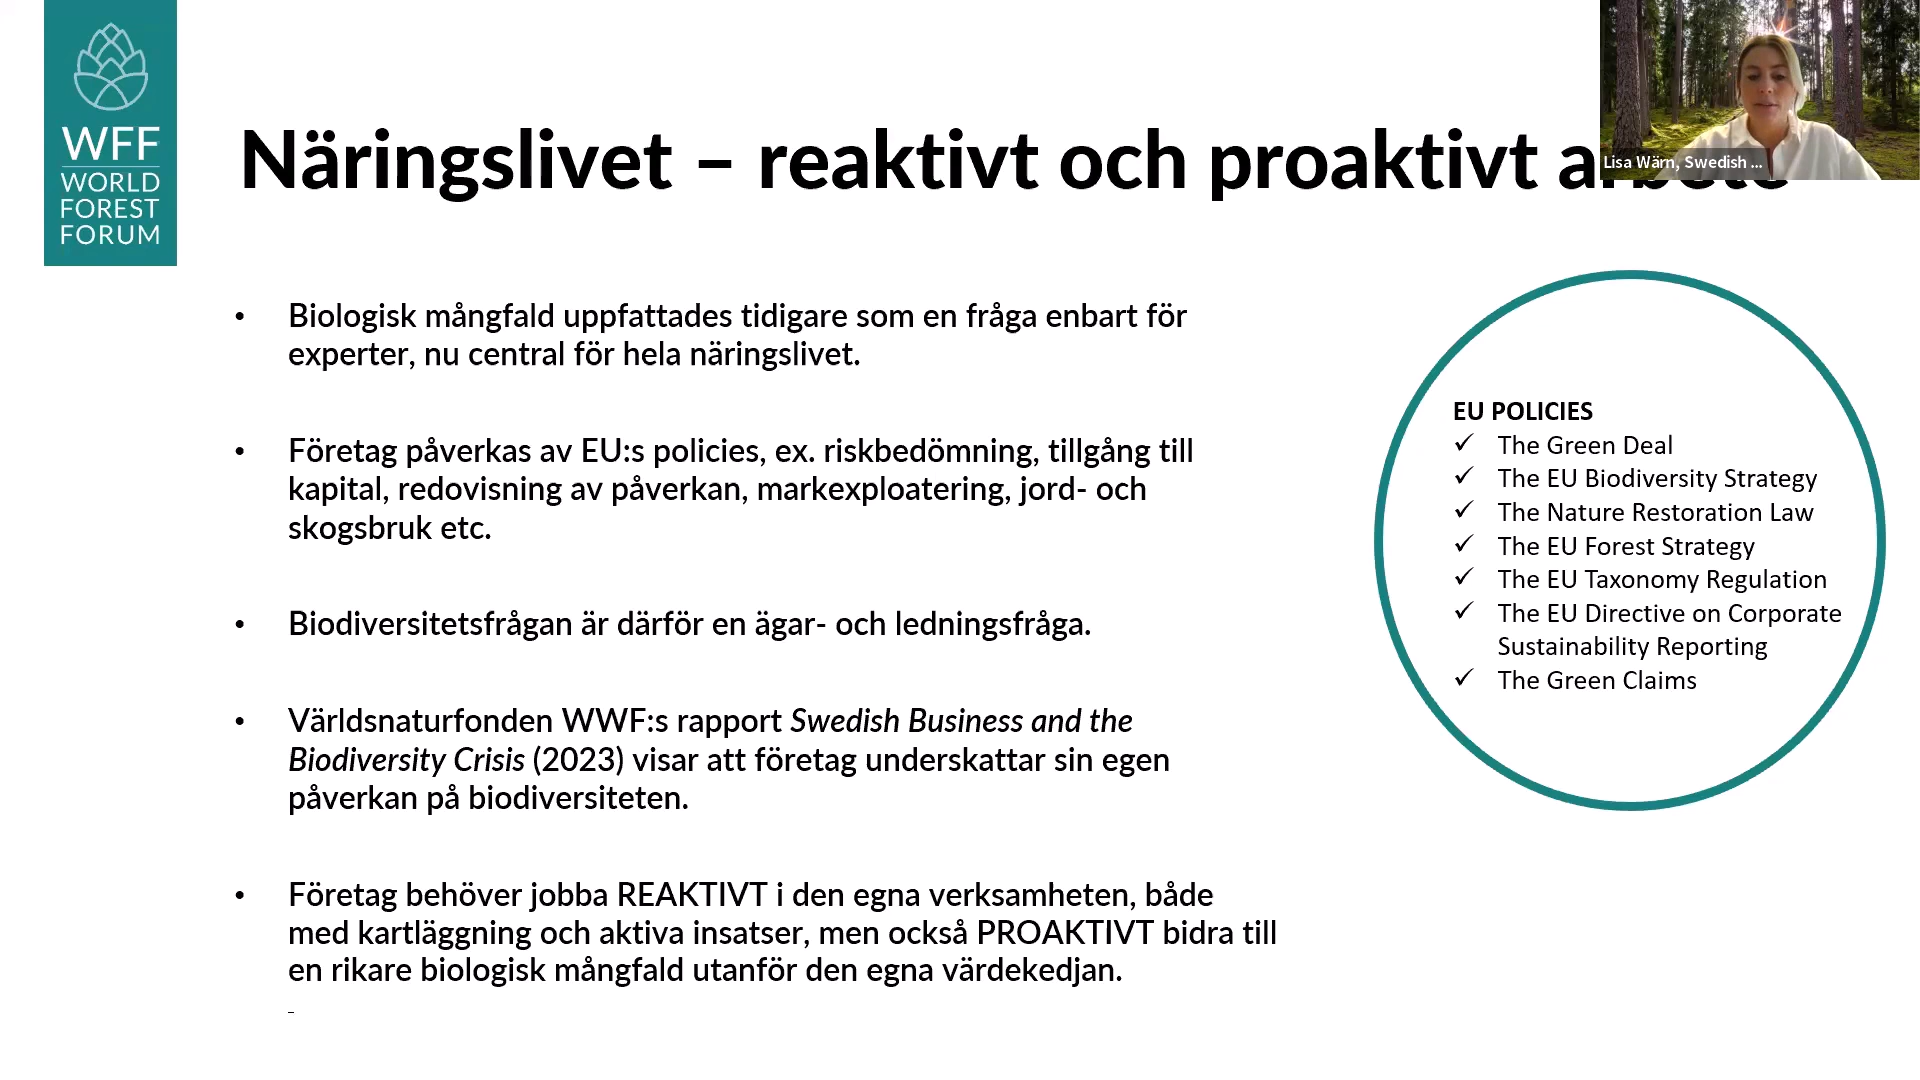 WFF
WORLD
FOREST
FORUM
Näringslivet – reaktivt och proaktivt
Lisa Wärn, Swedish ...
• Biologisk mångfald uppfattades tidigare som en fråga enbart för
experter, nu central för hela näringslivet.
• Företag påverkas av EU:s policies, ex. riskbedömning, tillgång till
kapital, redovisning av påverkan, markexploatering, jord- och
skogsbruk etc.
• Biodiversitetsfrågan är därför en ägar- och ledningsfråga.
• Världsnaturfonden WWF:s rapport Swedish Business and the
Biodiversity Crisis (2023) visar att företag underskattar sin egen
påverkan på biodiversiteten.
• Företag behöver jobba REAKTIVT i den egna verksamheten, både
med kartläggning och aktiva insatser, men också PROAKTIVT bidra till
en rikare biologisk mångfald utanför den egna värdekedjan.
–
EU POLICIES
✓ The Green Deal
✓ The EU Biodiversity Strategy
✓ The Nature Restoration Law
✓ The EU Forest Strategy
✓ The EU Taxonomy Regulation
✓ The EU Directive on Corporate
Sustainability Reporting
✓ The Green Claims